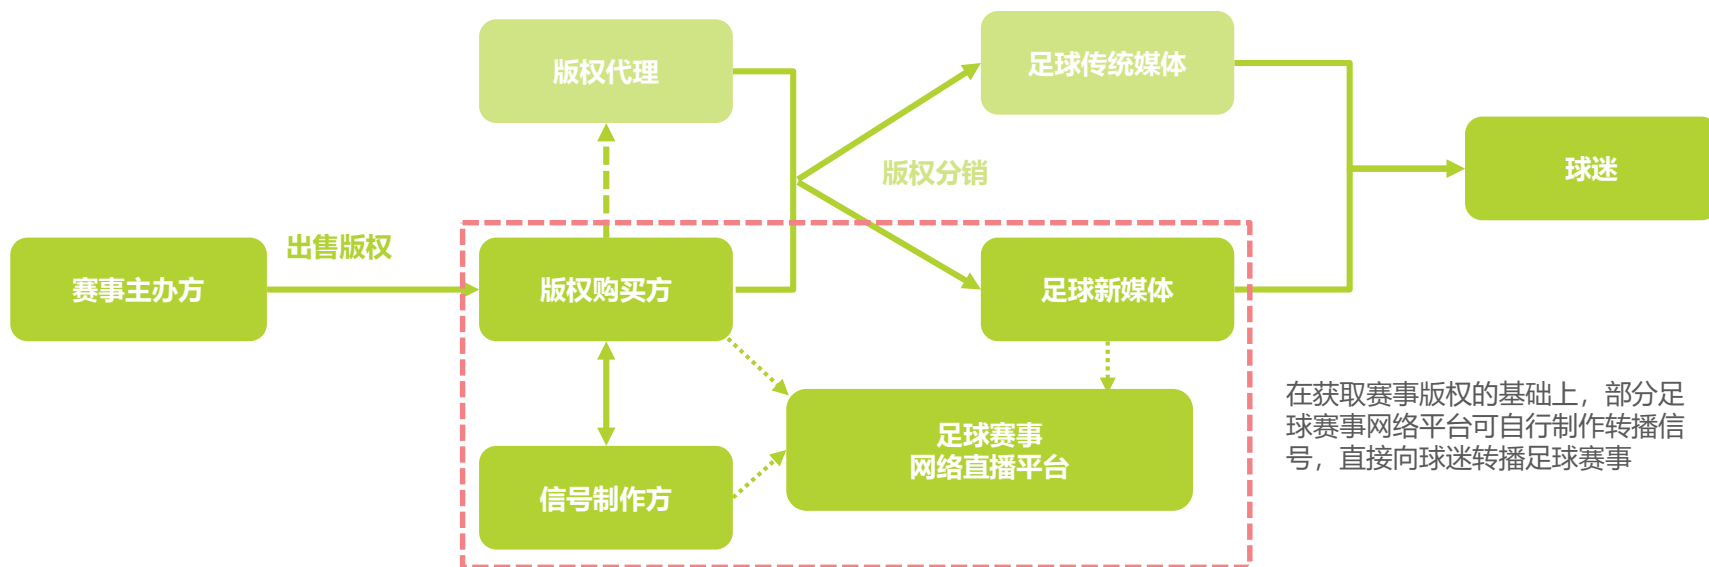 版权代理
足球传统媒体
版权分销
球迷
出售版权
赛事主办方
版权购买方
足球新媒体
足球赛事
网络直播平台
信号制作方
在获取赛事版权的基础上，部分足
球赛事网络平台可自行制作转播信
号，直接向球迷转播足球赛事